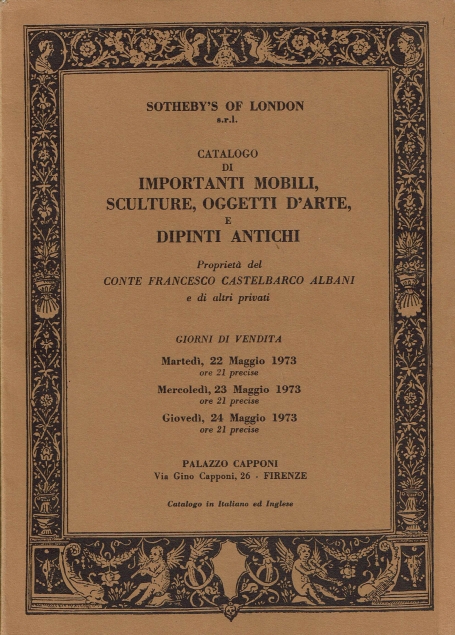 SOTHEBY'S OF LONDON
s.r.l.
CATALOGO
DI
IMPORTANTI MOBILI,
SCULTURE, OGGETTI D'ARTE,
E
DIPINTI ANTICHI
Proprietà del
CONTE FRANCESCO CASTELBARCO ALBANI
e di altri privati
GIORNI DI VENDITA
Martedì, 22 Maggio 1973
ore 21 precise
Mercoledì, 23 Maggio 1973
ore 21 precise
Giovedì, 24 Maggio 1973
ore 21 precise
PALAZZO CAPPONI
Via Gino Capponi, 26 - FIRENZE
Catalogo in Italiano ed Inglese